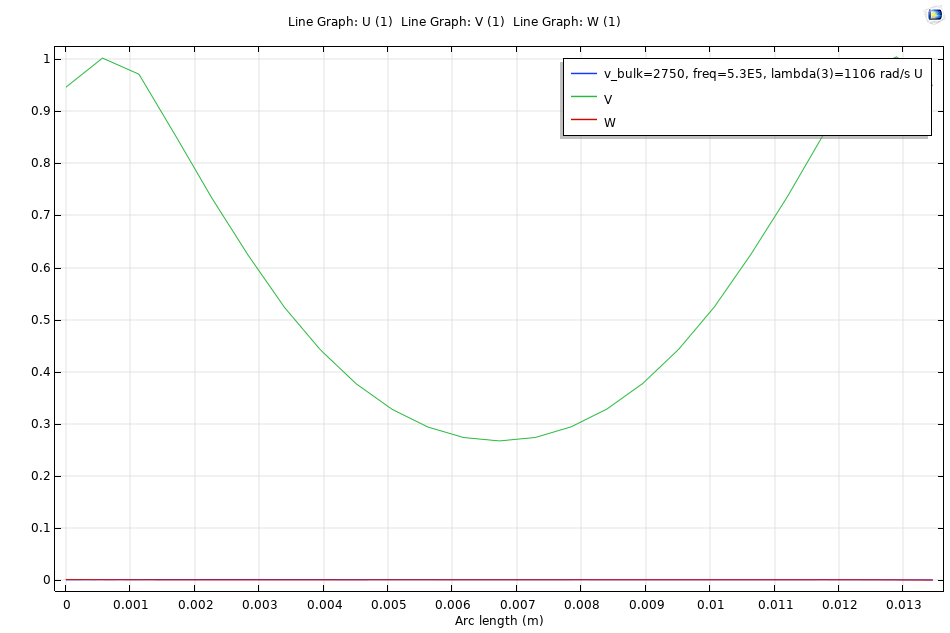 Line Graph: U (1) Line Graph: V (1) Line Graph: W (1)
v_bulk=2750, freq=5.3E5, lambda(3)=1106 rad/s U
V
W
1
0.9
0.8
0.7
0.6
0.5
0.4
0.3
0.2
0.1
0
0 0.001 0.002 0.003 0.004 0.005 0.006 0.007 0.008 0.009 0.01 0.011 0.012 0.013
Arc length (m)